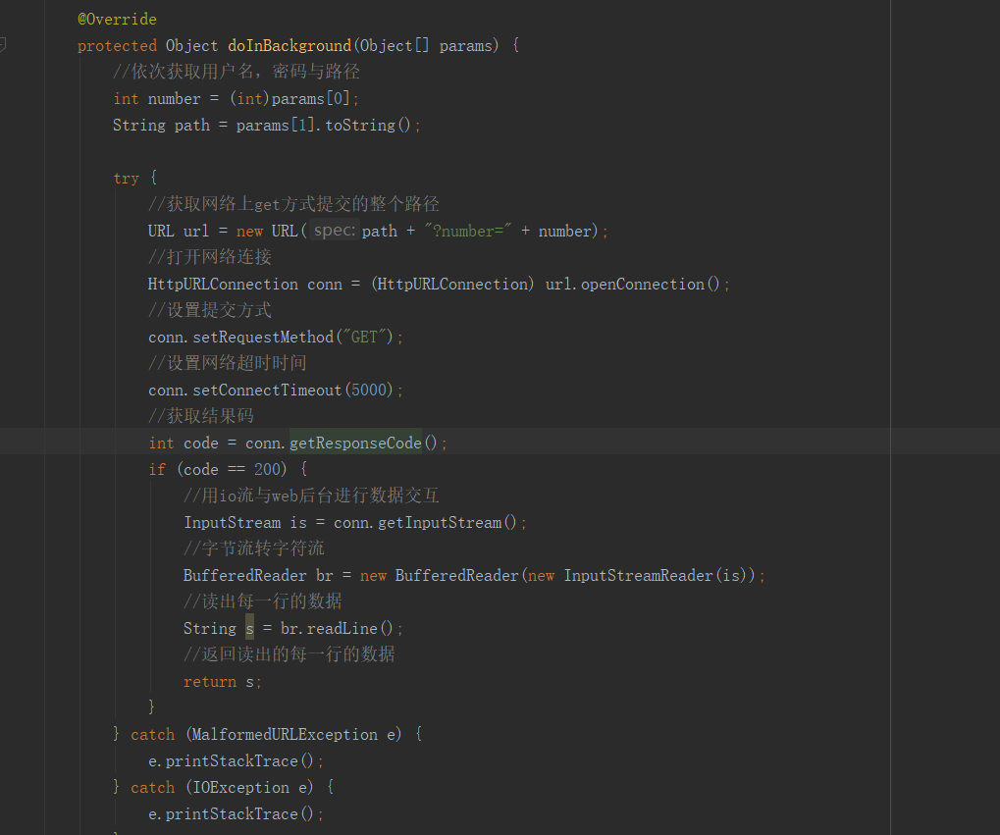 @Override
protected Object doInBackground(Object[] params) {
//依次获取用户名，密码与路径
int number = (int)params[0];
String path = params[1].toString();
try {
//获取网络上get方式提交的整个路径
URL url = new URL( spec: path + "?number=" + number);
//打开网络连接
HttpURLConnection conn = (HttpURLConnection) url.openConnection();
//设置提交方式
conn.setRequestMethod("GET");
//设置网络超时时间
conn.setConnectTimeout(5000);
//获取结果码
int code = conn.getResponseCode();
if (code == 200) {
//用io流与web后台进行数据交互
InputStream is = conn.getInputStream();
//字节流转字符流
BufferedReader br = new BufferedReader(new InputStreamReader(is));
//读出每一行的数据
String s = br.readLine();
//返回读出的每一行的数据
return s;
}
} catch (MalformedURLException e) {
e.printStackTrace();
} catch (IOException e) {
e.printStackTrace();